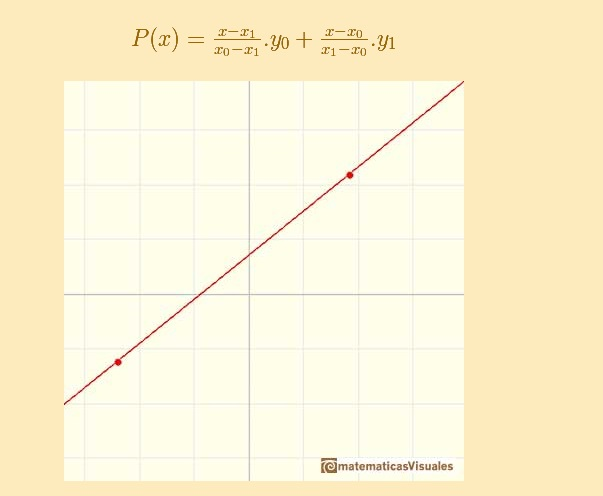 P(x) = \frac{x-x_1}{x_0-x_1}.y_0 + \frac{x-x_0}{x_1-x_0}.y_1
matematicasVisuales